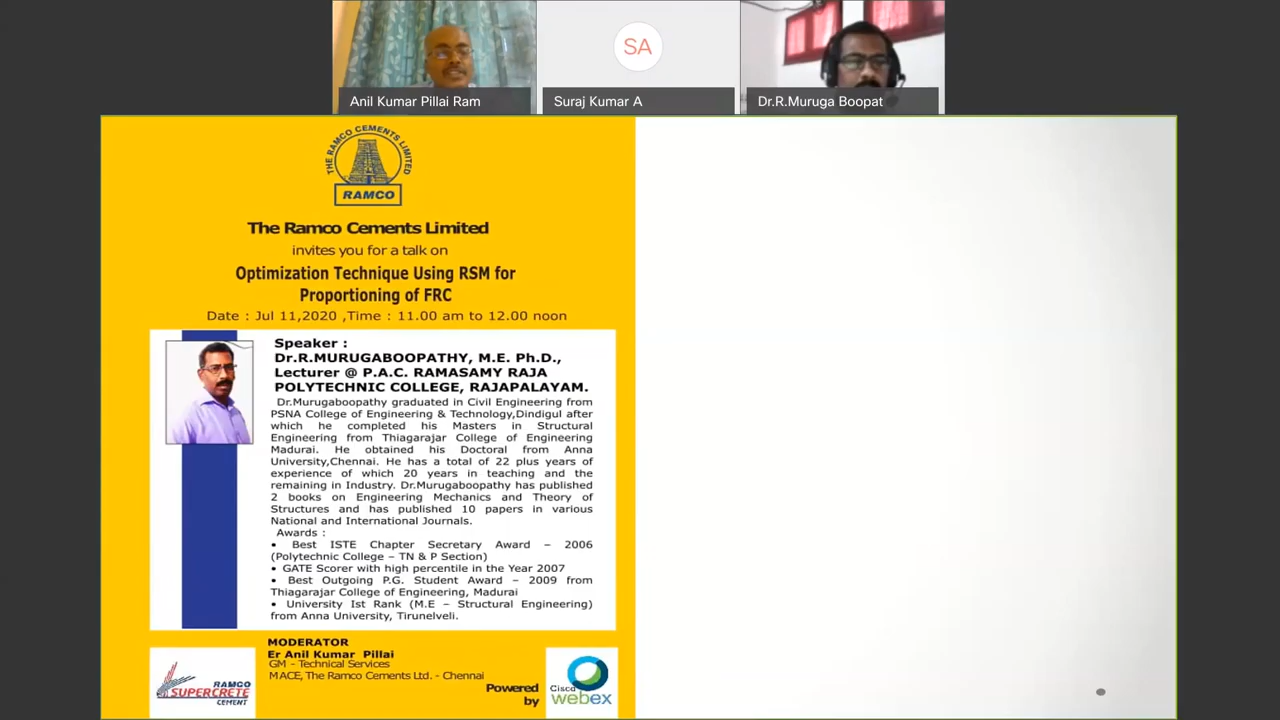 Anil Kumar Pillai Ram
SA
Suraj Kumar A
Dr.R.Muruga Boopat
THE RAMCO CEMENTS LIMITED
RAMCO
The Ramco Cements Limited
invites you for a talk on
Optimization Technique Using RSM for
Proportioning of FRC
Date : Jul 11,2020 ,Time : 11.00 am to 12.00 noon
Speaker :
Dr.R.MURUGABOOPATHY, M.E. Ph.D.,
Lecturer @ P.A.C. RAMASAMY RAJA
POLYTECHNIC COLLEGE, RAJAPALAYAM.
Dr.Murugaboopathy graduated in Civil Engineering from
PSNA College of Engineering & Technology,Dindigul after
which he completed his Masters in Structural
Engineering from Thiagarajar College of Engineering
Madurai. He obtained his Doctoral from Anna
University,Chennai. He has a total of 22 plus years of
experience of which 20 years in teaching and the
remaining in Industry. Dr.Murugaboopathy has published
2 books on Engineering Mechanics and Theory of
Structures and has published 10 papers in various
National and International Journals.
Awards :
• Best ISTE Chapter Secretary Award – 2006
(Polytechnic College – TN & P Section)
• GATE Scorer with high percentile in the Year 2007
• Best Outgoing P.G. Student Award – 2009 from
Thiagarajar College of Engineering, Madurai
• University Ist Rank (M.E – Structural Engineering)
from Anna University, Tirunelveli.
MODERATOR
Er Anil Kumar Pillai
GM - Technical Services
MACE, The Ramco Cements Ltd. - Chennai
RAMCO
SUPERCRETE
CEMENT
Powered
by
Cisco
webex